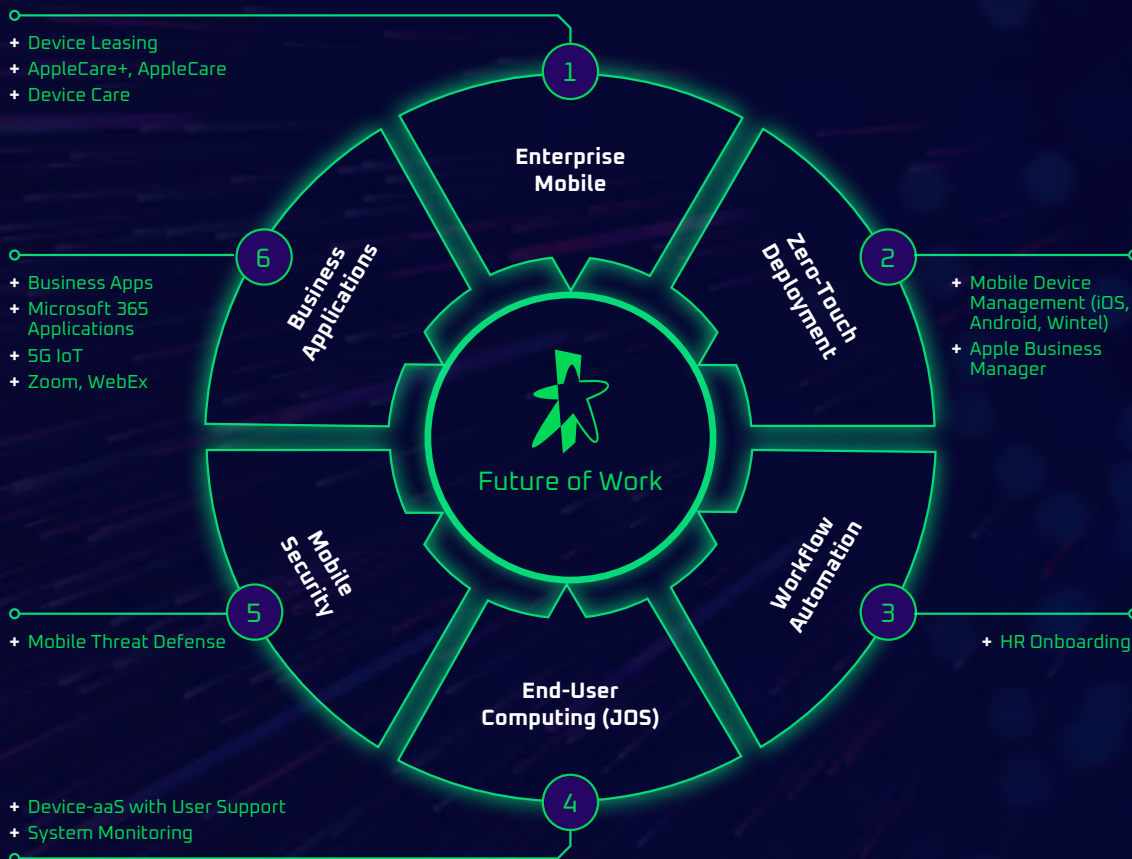 + Device Leasing
+ AppleCare+, AppleCare
+ Device Care
1
Enterprise
Mobile
2
Zero-Touch
Deployment
+ Mobile Device
Management (iOS,
Android, Wintel)
+ Apple Business
Manager
3
Workflow
Automation
+ HR Onboarding
4
End-User
Computing (JOS)
+ Device-aaS with User Support
+ System Monitoring
5
Mobile
Security
+ Mobile Threat Defense
6
Business
Applications
+ Business Apps
+ Microsoft 365
Applications
+ 5G IoT
+ Zoom, WebEx
Future of Work